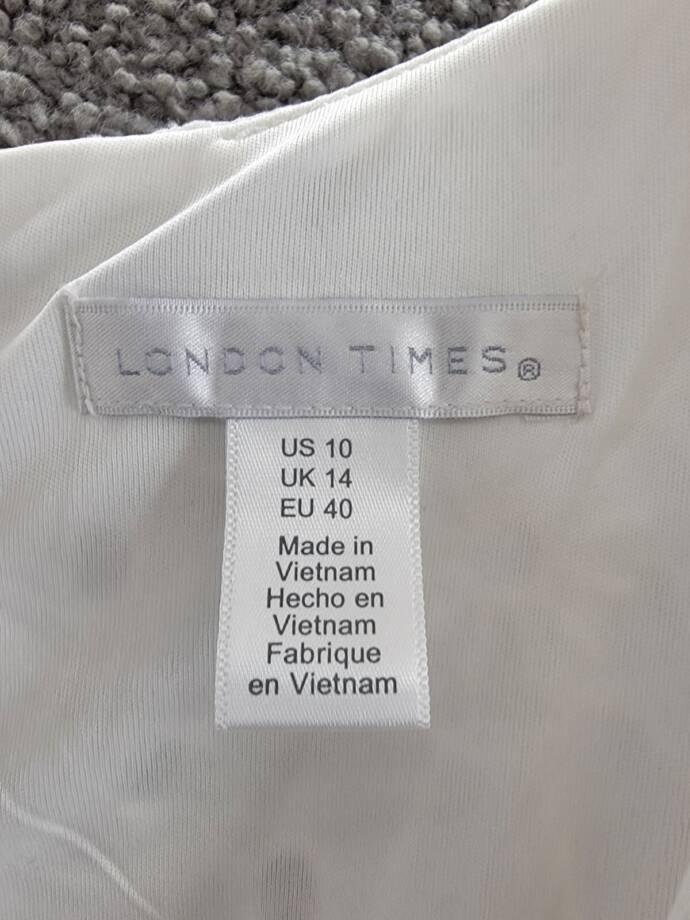 LONDON TIMES®
US 10
UK 14
EU 40
Made in
Vietnam
Hecho en
Vietnam
Fabrique
en Vietnam